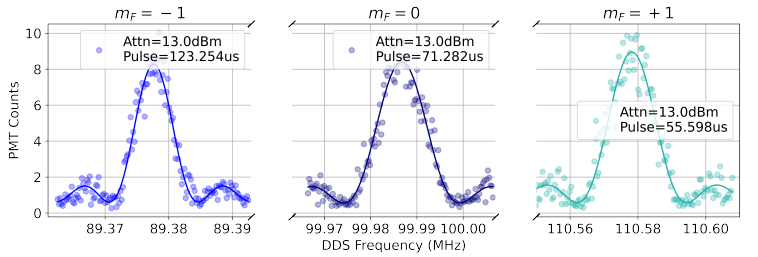 m_F = −1
m_F = 0
m_F = +1
Attn=13.0dBm
Pulse=123.254us
Attn=13.0dBm
Pulse=71.282us
Attn=13.0dBm
Pulse=55.598us
PMT Counts
10
8
6
4
2
0
89.37 89.38 89.39
99.97 99.98 99.99 100.00
110.56 110.58 110.60
DDS Frequency (MHz)